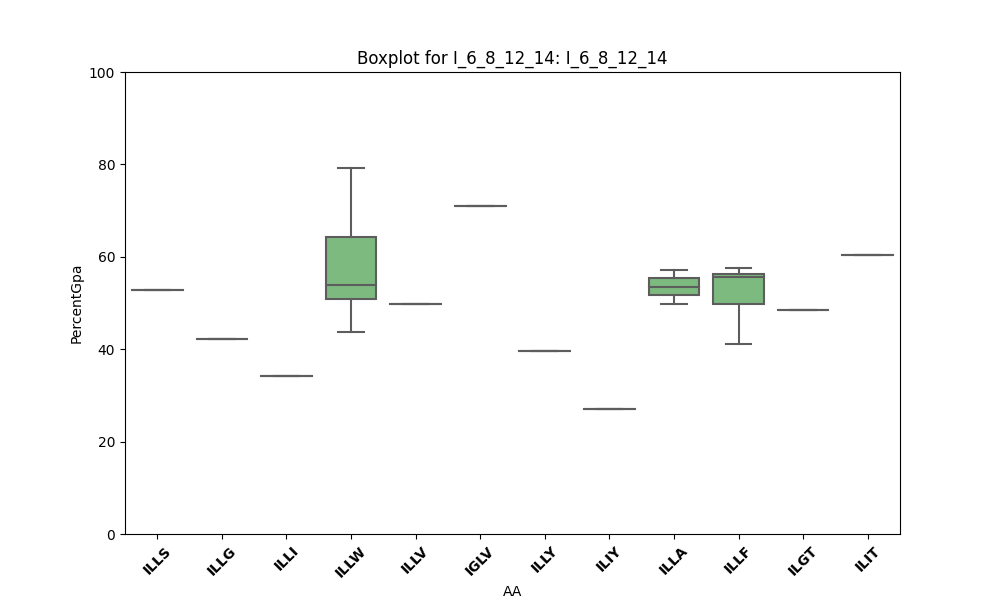 Boxplot for I_6_8_12_14: I_6_8_12_14
100
80
60
40
20
0
PercentGpa
ILLS ILLG ILLI ILLW ILLV IGLV ILLY ILIY ILLA ILLF ILGT ILIT
AA